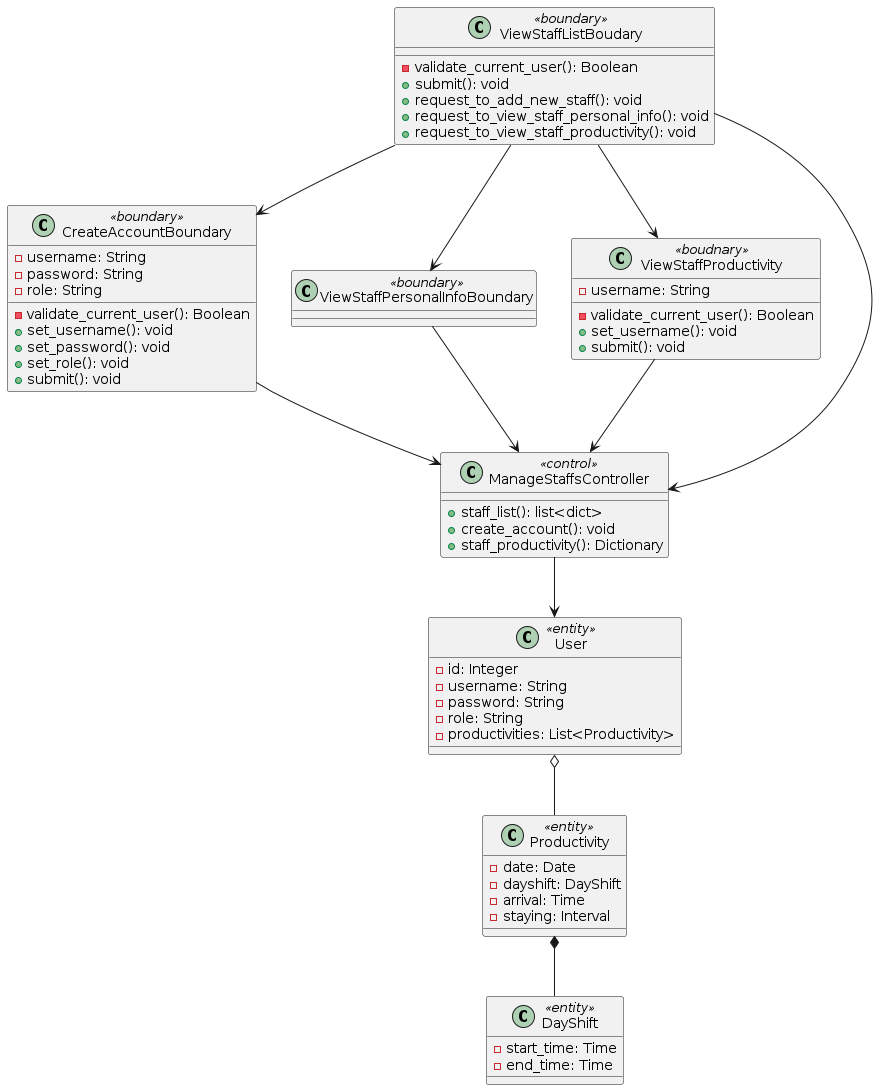 «boundary»
C ViewStaffListBoudary
validate_current_user(): Boolean
submit(): void
request_to_add_new_staff(): void
request_to_view_staff_personal_info(): void
request_to_view_staff_productivity(): void
«boundary»
C CreateAccountBoundary
username: String
password: String
role: String
validate_current_user(): Boolean
set_username(): void
set_password(): void
set_role(): void
submit(): void
«boundary»
C ViewStaffPersonalInfoBoundary
«boudnary»
C ViewStaffProductivity
username: String
validate_current_user(): Boolean
set_username(): void
submit(): void
«control»
C ManageStaffsController
staff_list(): list<dict>
create_account(): void
staff_productivity(): Dictionary
«entity»
C User
id: Integer
username: String
password: String
role: String
productivities: List<Productivity>
«entity»
C Productivity
date: Date
dayshift: DayShift
arrival: Time
staying: Interval
«entity»
C DayShift
start_time: Time
end_time: Time